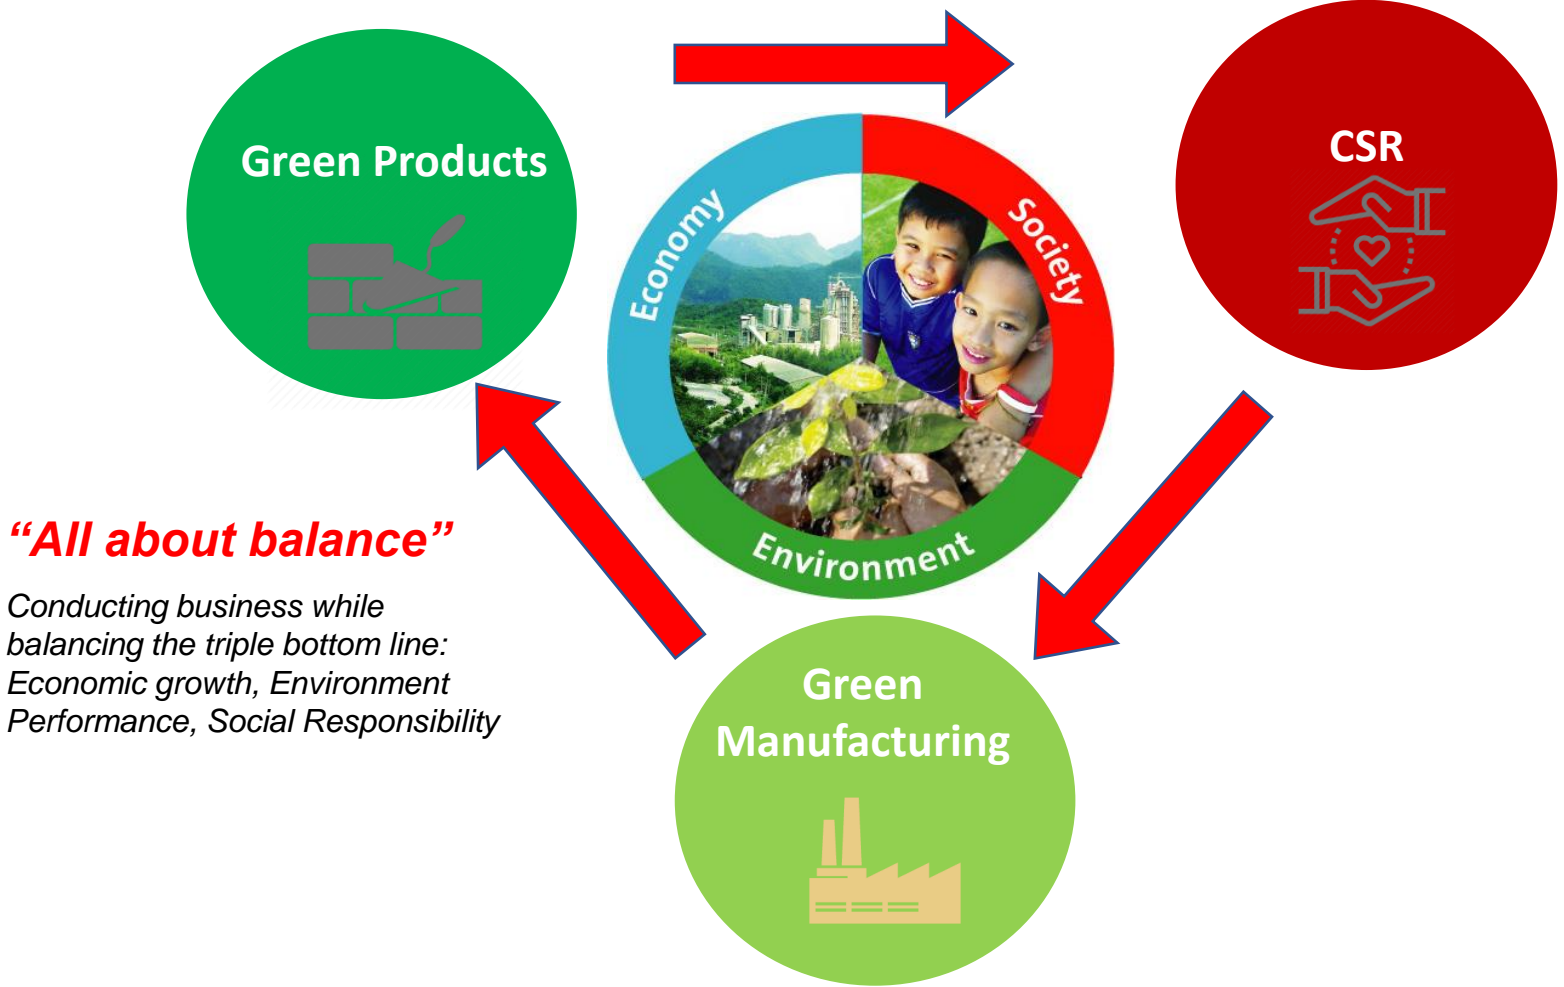 Green Products
CSR
Economy
Society
Environment
“All about balance”
Conducting business while
balancing the triple bottom line:
Economic growth, Environment
Performance, Social Responsibility
Green
Manufacturing